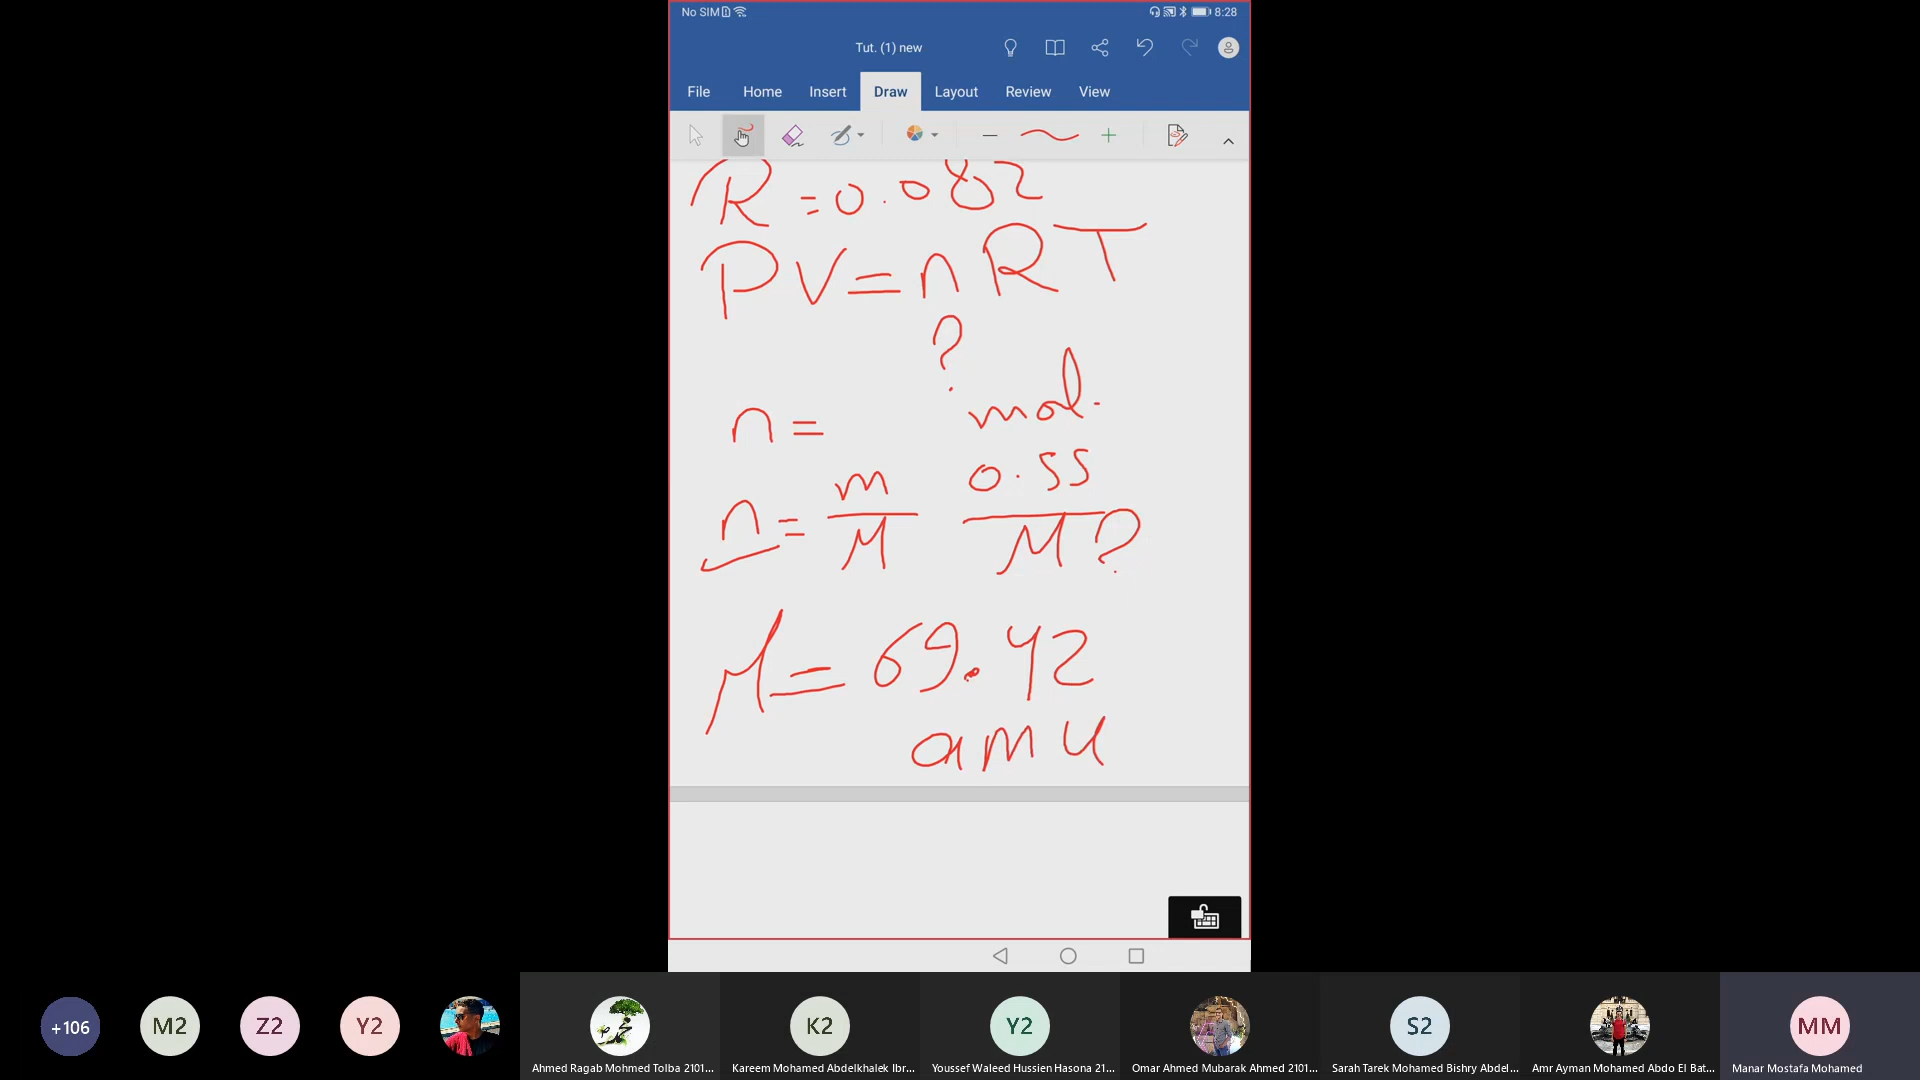 No SIM
8:28
Tut. (1) new
File Home Insert Draw Layout Review View
R = 0.082
PV = nRT
?
n = mol.
n = m/M 0.55/M ?
M = 69.42
amu
+106 M2 Z2 Y2 K2 Y2 S2 MM
Ahmed Ragab Mohmed Tolba 2101... Kareem Mohamed Abdelkhalek Ibr... Youssef Waleed Hussien Hasona 21... Omar Ahmed Mubarak Ahmed 2101... Sarah Tarek Mohamed Bishry Abdel... Amr Ayman Mohamed Abdo El Bat... Manar Mostafa Mohamed